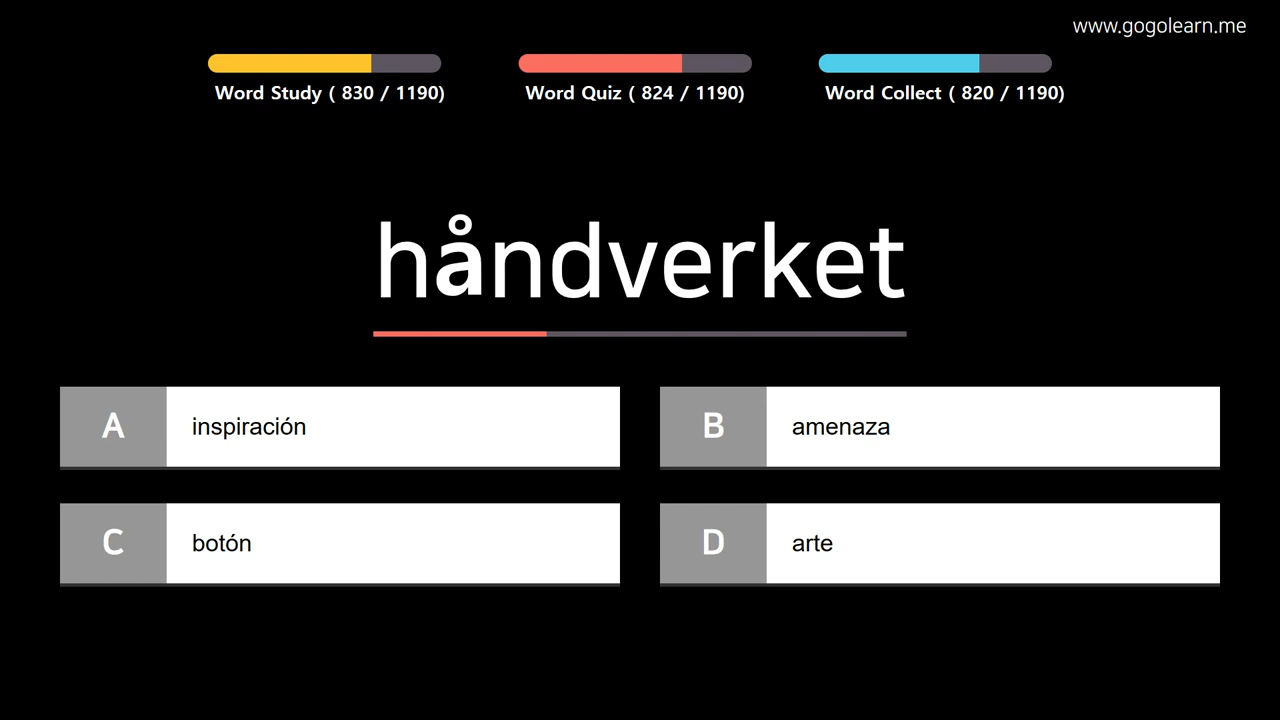 www.gogolearn.me
Word Study ( 830 / 1190)
Word Quiz ( 824 / 1190)
Word Collect ( 820 / 1190)
håndverket
A inspiración
B amenaza
C botón
D arte